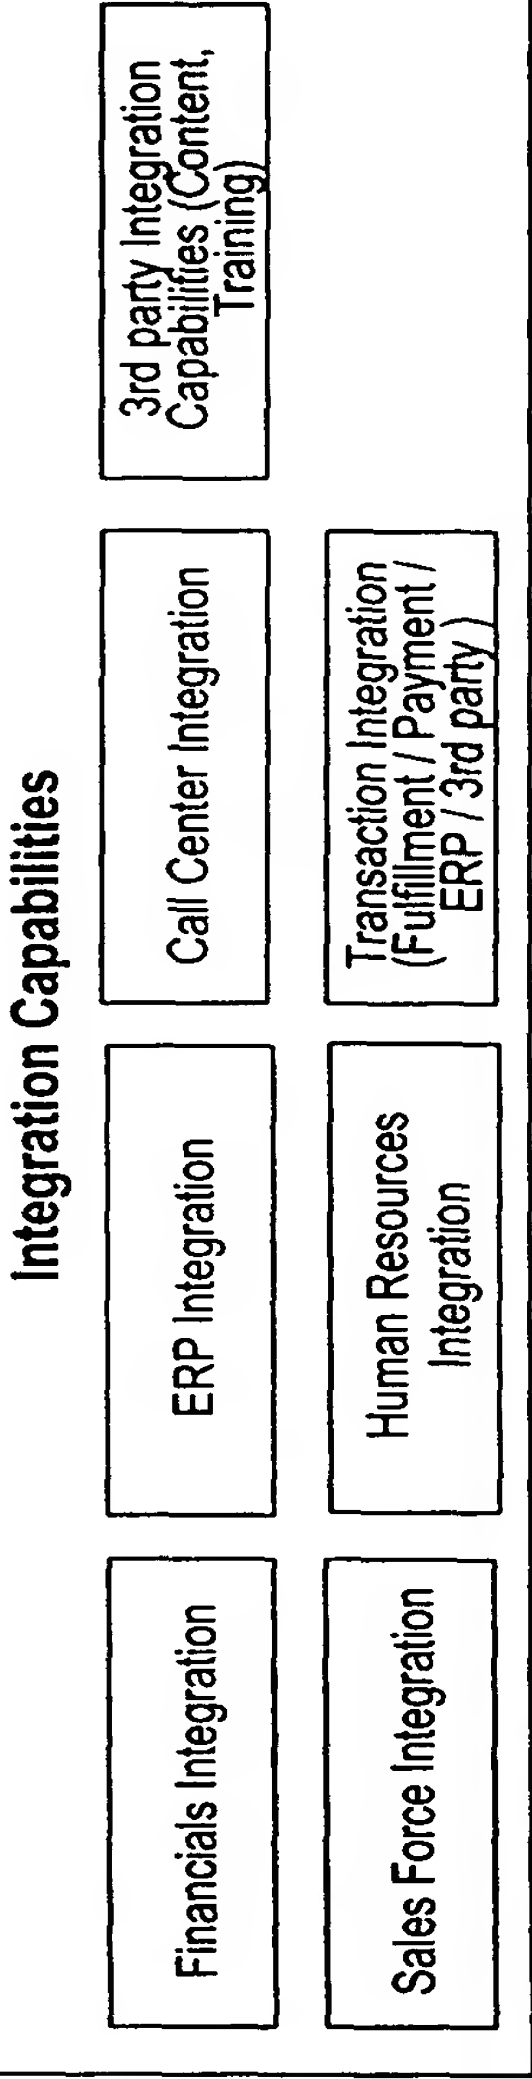 Integration Capabilities
Financials Integration
ERP Integration
Call Center Integration
3rd party Integration
Capabilities (Content,
Training)
Sales Force Integration
Human Resources
Integration
Transaction Integration
(Fulfillment / Payment /
ERP / 3rd party )